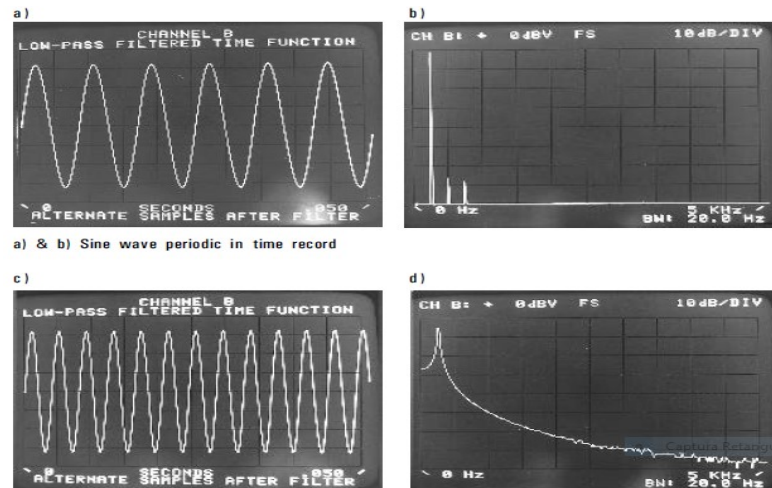 a)
CHANNEL B
LOW-PASS FILTERED TIME FUNCTION
0 SECONDS .050
ALTERNATE SAMPLES AFTER FILTER
b)
CH B: + 0dBV FS 10dB/DIV
0 Hz 5 KHz
BW: 20.0 Hz
a) & b) Sine wave periodic in time record
c)
CHANNEL B
LOW-PASS FILTERED TIME FUNCTION
0 SECONDS .050
ALTERNATE SAMPLES AFTER FILTER
d)
CH B: + 0dBV FS 10dB/DIV
Captura
0 Hz 5 KHz
BW: 20.0 Hz